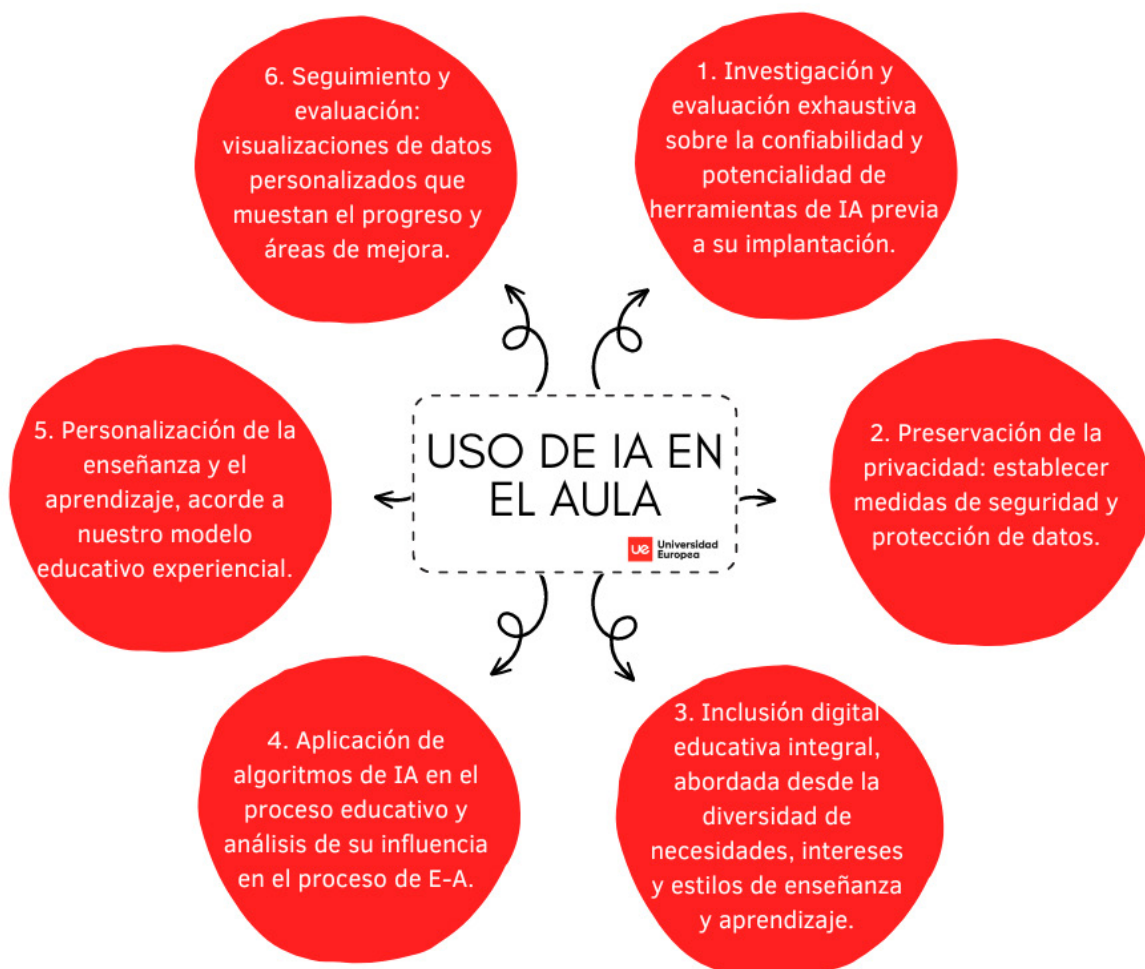 USO DE IA EN
EL AULA
ue Universidad
Europea
1. Investigación y
evaluación exhaustiva
sobre la confiabilidad y
potencialidad de
herramientas de IA previa
a su implantación.
2. Preservación de la
privacidad: establecer
medidas de seguridad y
protección de datos.
3. Inclusión digital
educativa integral,
abordada desde la
diversidad de
necesidades, intereses
y estilos de enseñanza
y aprendizaje.
4. Aplicación de
algoritmos de IA en el
proceso educativo y
análisis de su influencia
en el proceso de E-A.
5. Personalización de la
enseñanza y el
aprendizaje, acorde a
nuestro modelo
educativo experiencial.
6. Seguimiento y
evaluación:
visualizaciones de datos
personalizados que
muestan el progreso y
áreas de mejora.